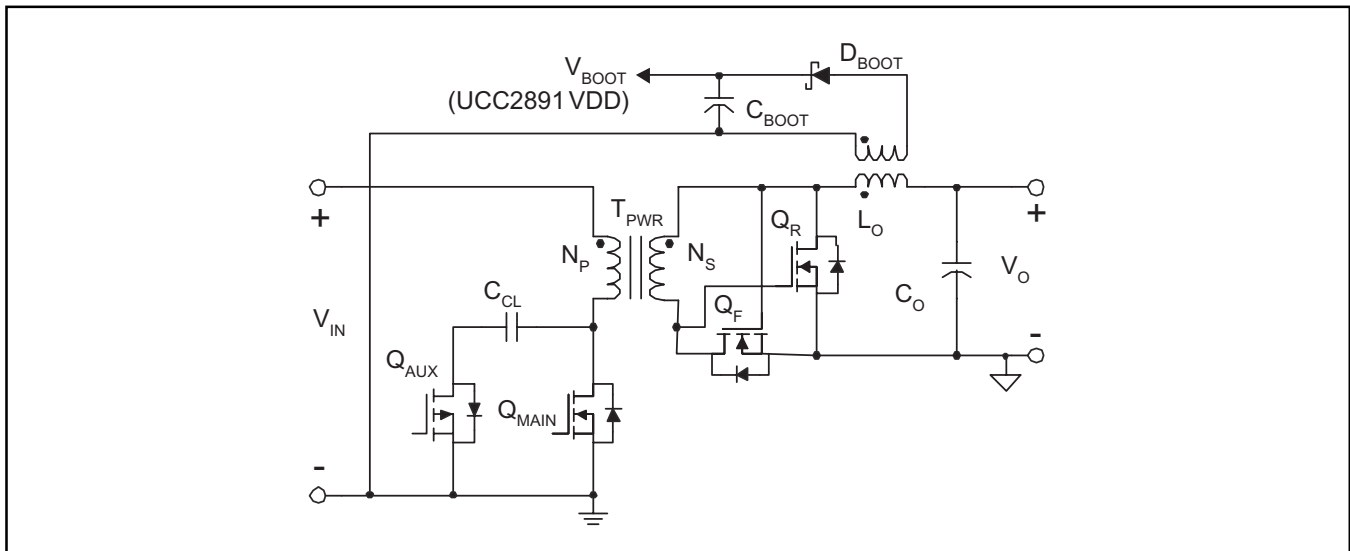 D_BOOT
V_BOOT
(UCC2891 VDD)
C_BOOT
+
T_PWR
N_P
N_S
Q_R
L_O
+
C_CL
V_IN
Q_F
C_O
V_O
Q_AUX
Q_MAIN
-
-